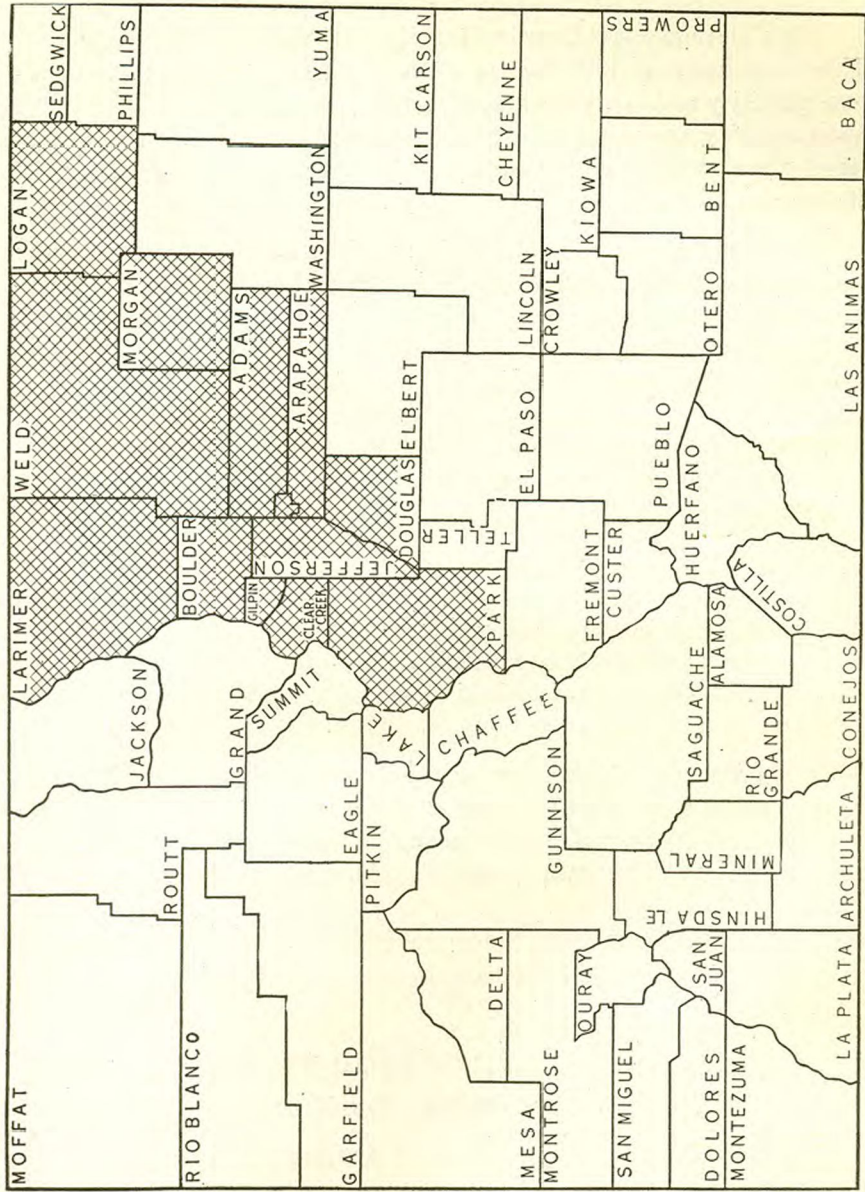 MOFFAT
ROUTT
JACKSON
LARIMER
WELD
LOGAN
SEDGWICK
PHILLIPS
RIO BLANCO
GRAND
BOULDER
MORGAN
YUMA
GARFIELD
EAGLE
SUMMIT
GILPIN
CLEAR
CREEK
JEFFERSON
ADAMS
ARAPAHOE
WASHINGTON
PITKIN
LAKE
PARK
DOUGLAS
ELBERT
KIT CARSON
MESA
DELTA
GUNNISON
CHAFFEE
TELLER
EL PASO
LINCOLN
CHEYENNE
MONTROSE
OURAY
FREMONT
CROWLEY
KIOWA
PROWERS
SAN MIGUEL
HINSDALE
MINERAL
SAGUACHE
CUSTER
PUEBLO
OTERO
BENT
DOLORES
SAN
JUAN
RIO
GRANDE
ALAMOSA
HUERFANO
MONTEZUMA
LA PLATA
ARCHULETA
CONEJOS
COSTILLA
LAS ANIMAS
BACA